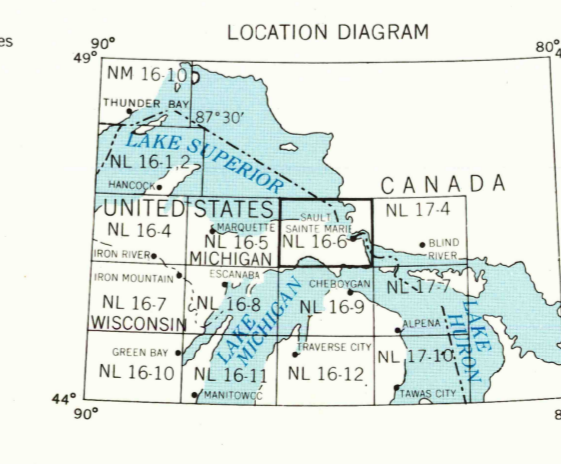 LOCATION DIAGRAM
es
90°
80°
49°
NM 16-10
THUNDER BAY
87°30′
LAKE SUPERIOR
NL 16-1,2
HANCOCK
CANADA
UNITED STATES
NL 17-4
SAULT
SAINTE MARIE
NL 16-4
MARQUETTE
NL 16-5
NL 16-6
BLIND
RIVER
MICHIGAN
IRON RIVER
IRON MOUNTAIN
ESCANABA
CHEBOYGAN
NL 17-7
NL 16-7
NL 16-8
NL 16-9
LAKE
MICHIGAN
LAKE
HURON
WISCONSIN
ALPENA
GREEN BAY
TRAVERSE CITY
NL 17-10
NL 16-10
NL 16-11
NL 16-12
MANITOWOC
TAWAS CITY
44°
90°
8